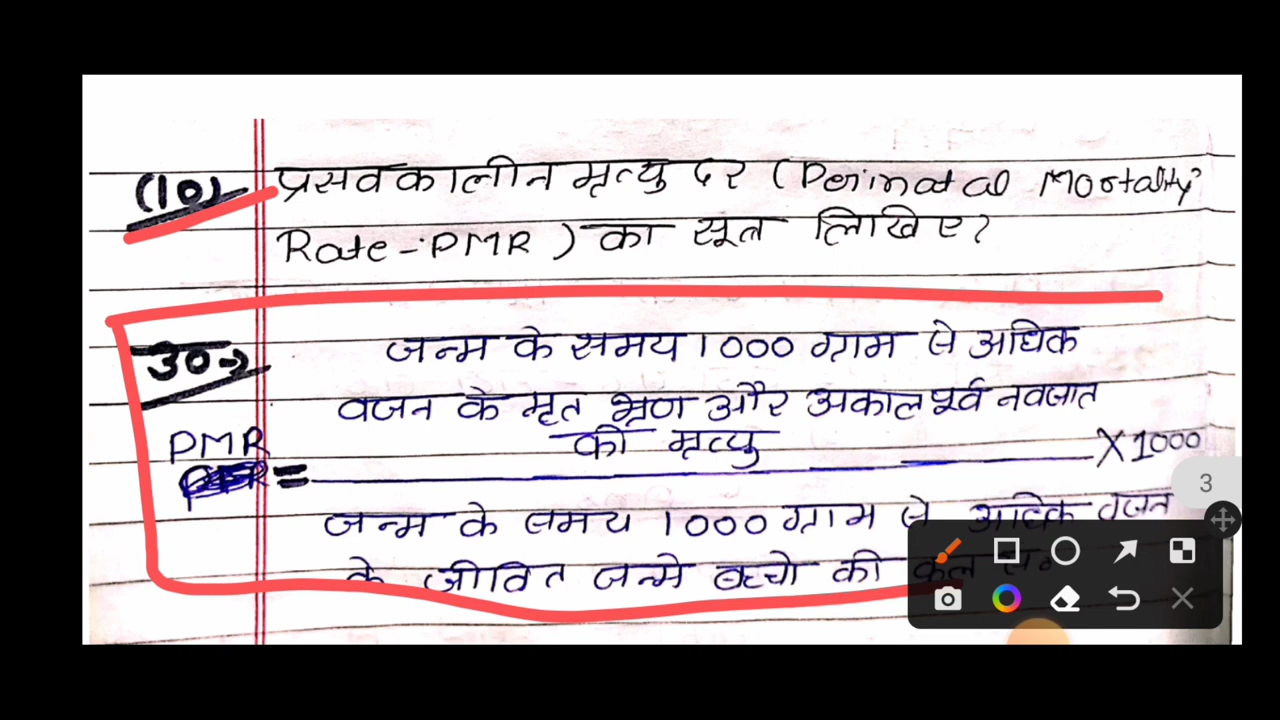 (10) प्रसवकालीन मृत्यु दर (Perinatal Mortality
Rate - PMR) का सूत्र लिखिए?
उ०→ जन्म के समय 1000 ग्राम से अधिक
वजन के मृत भ्रूण और अकालपूर्व नवजात
की मृत्यु
PMR = X 1000
जन्म के समय 1000 ग्राम से अधिक वजन
के जीवित जन्मे बच्चो की कुल
3